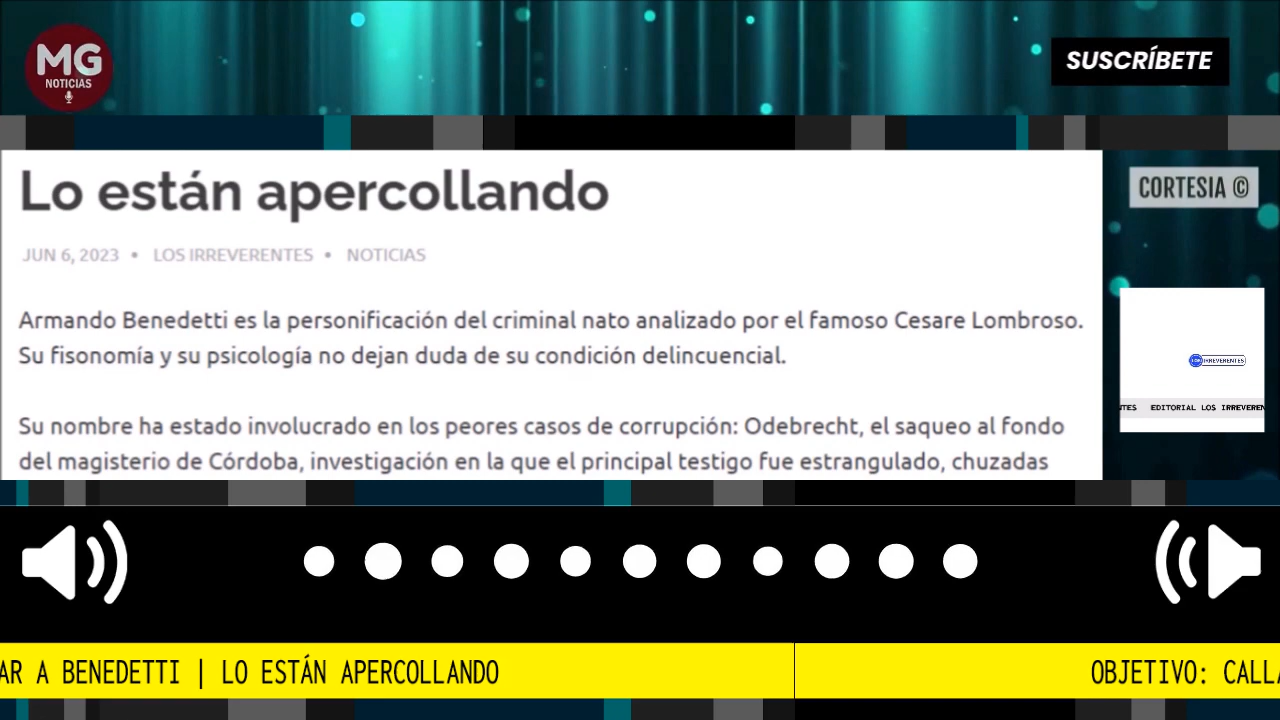 MG
NOTICIAS
SUSCRÍBETE
Lo están apercollando
CORTESIA ©
JUN 6, 2023 • LOS IRREVERENTES • NOTICIAS
Armando Benedetti es la personificación del criminal nato analizado por el famoso Cesare Lombroso.
Su fisonomía y su psicología no dejan duda de su condición delincuencial.
IRREVERENTES
NTES EDITORIAL LOS IRREVEREN
Su nombre ha estado involucrado en los peores casos de corrupción: Odebrecht, el saqueo al fondo
del magisterio de Córdoba, investigación en la que el principal testigo fue estrangulado, chuzadas
AR A BENEDETTI | LO ESTÁN APERCOLLANDO
OBJETIVO: CALLA